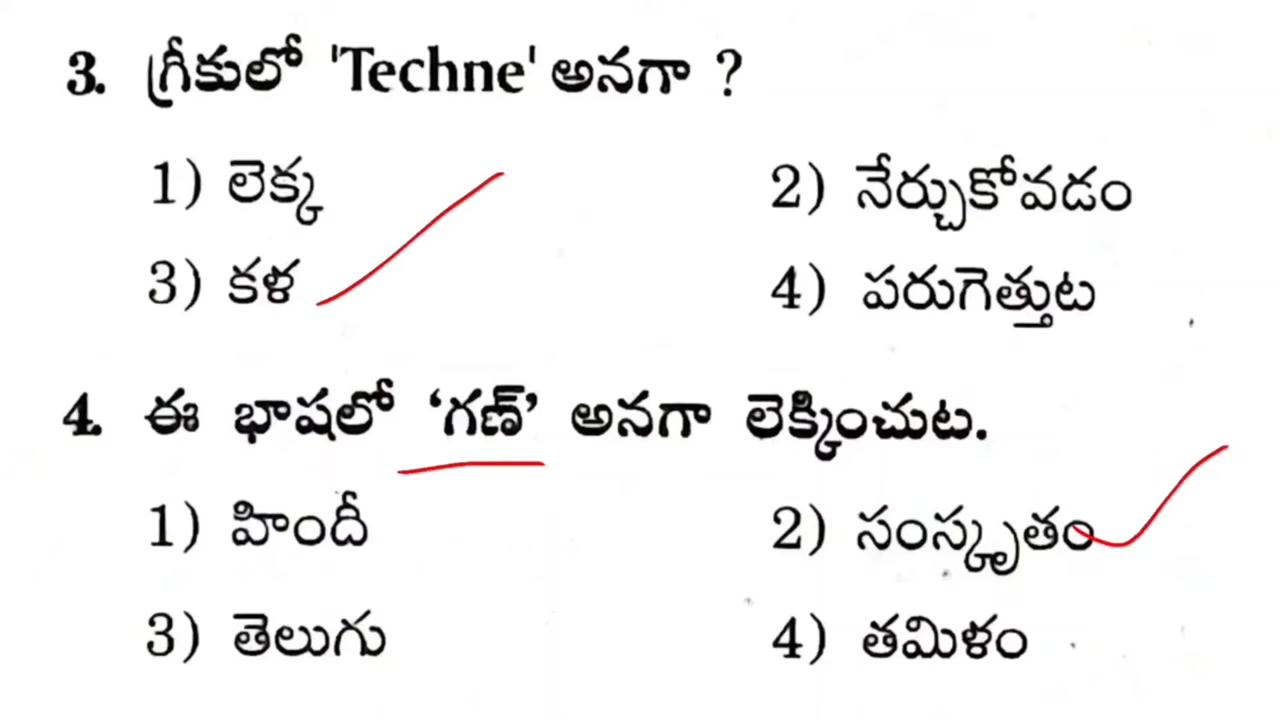 3. గ్రీకులో 'Techne' అనగా ?
1) లెక్క 2) నేర్చుకోవడం
3) కళ 4) పరుగెత్తుట
4. ఈ భాషలో ‘గణ్’ అనగా లెక్కించుట.
1) హిందీ 2) సంస్కృతం
3) తెలుగు 4) తమిళం